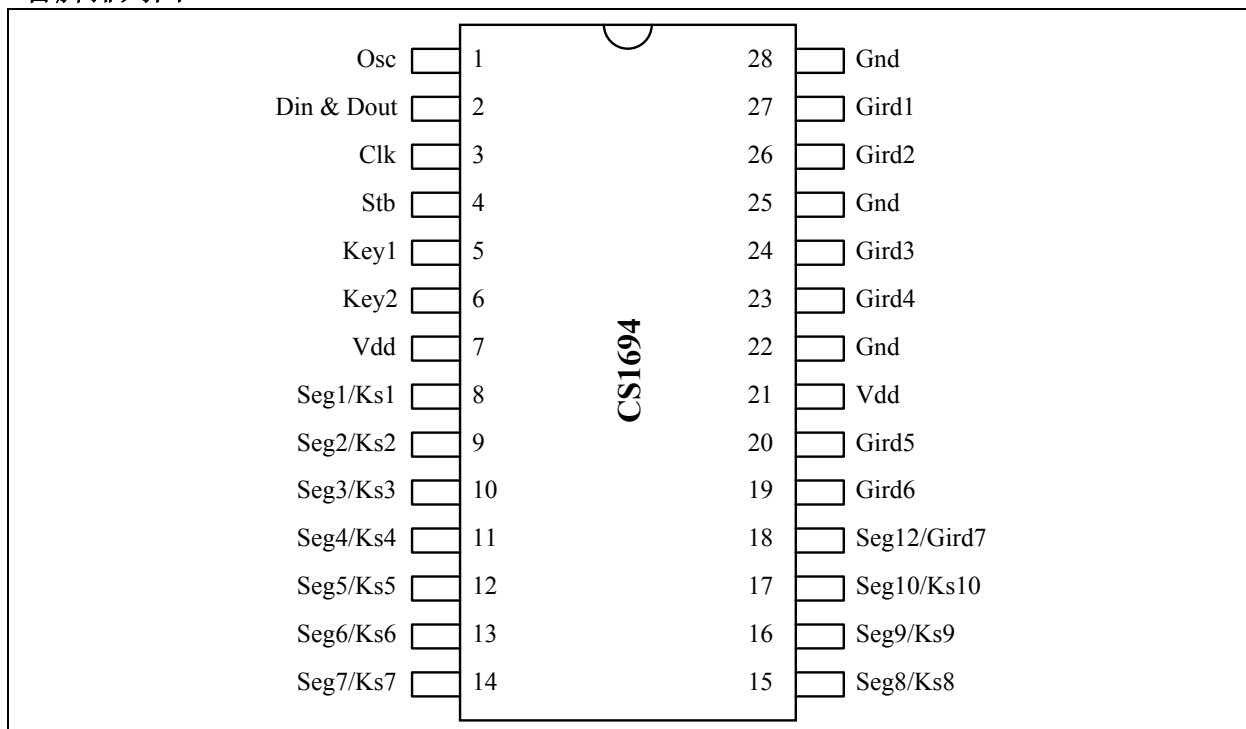 Osc 1 28 Gnd
Din & Dout 2 27 Gird1
Clk 3 26 Gird2
Stb 4 25 Gnd
Key1 5 24 Gird3
Key2 6 23 Gird4
Vdd 7 22 Gnd
Seg1/Ks1 8 21 Vdd
Seg2/Ks2 9 20 Gird5
Seg3/Ks3 10 19 Gird6
Seg4/Ks4 11 18 Seg12/Gird7
Seg5/Ks5 12 17 Seg10/Ks10
Seg6/Ks6 13 16 Seg9/Ks9
Seg7/Ks7 14 15 Seg8/Ks8
CS1694